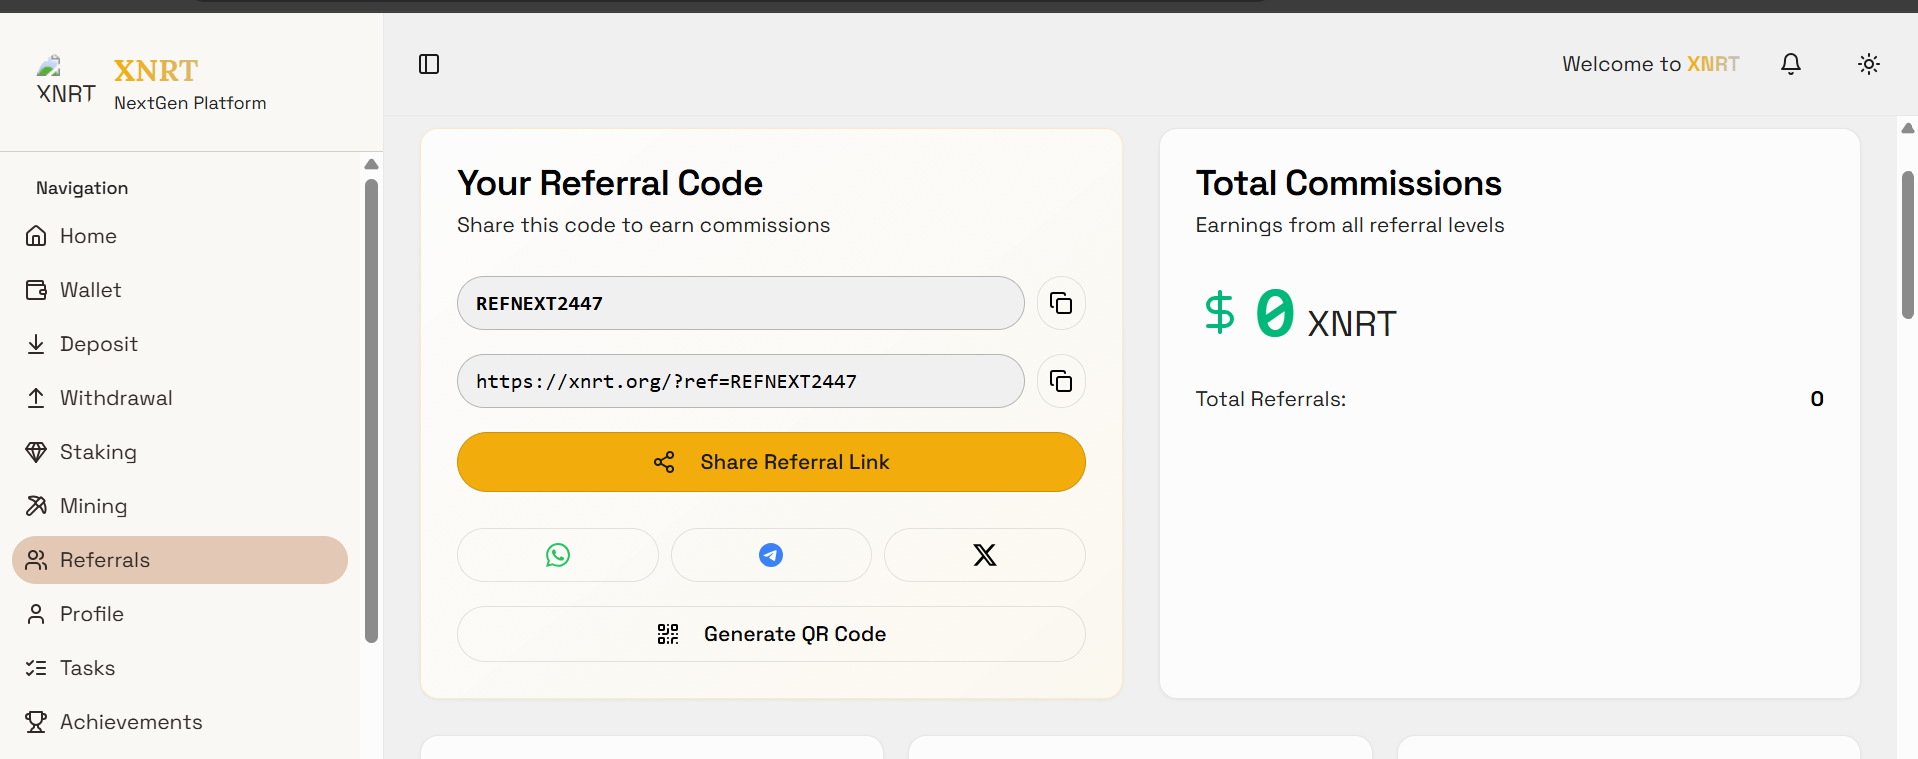 XNRT
XNRT
NextGen Platform
Welcome to XNRT
Navigation
Home
Wallet
Deposit
Withdrawal
Staking
Mining
Referrals
Profile
Tasks
Achievements
Your Referral Code
Share this code to earn commissions
REFNEXT2447
https://xnrt.org/?ref=REFNEXT2447
Share Referral Link
Generate QR Code
Total Commissions
Earnings from all referral levels
$ 0 XNRT
Total Referrals: 0